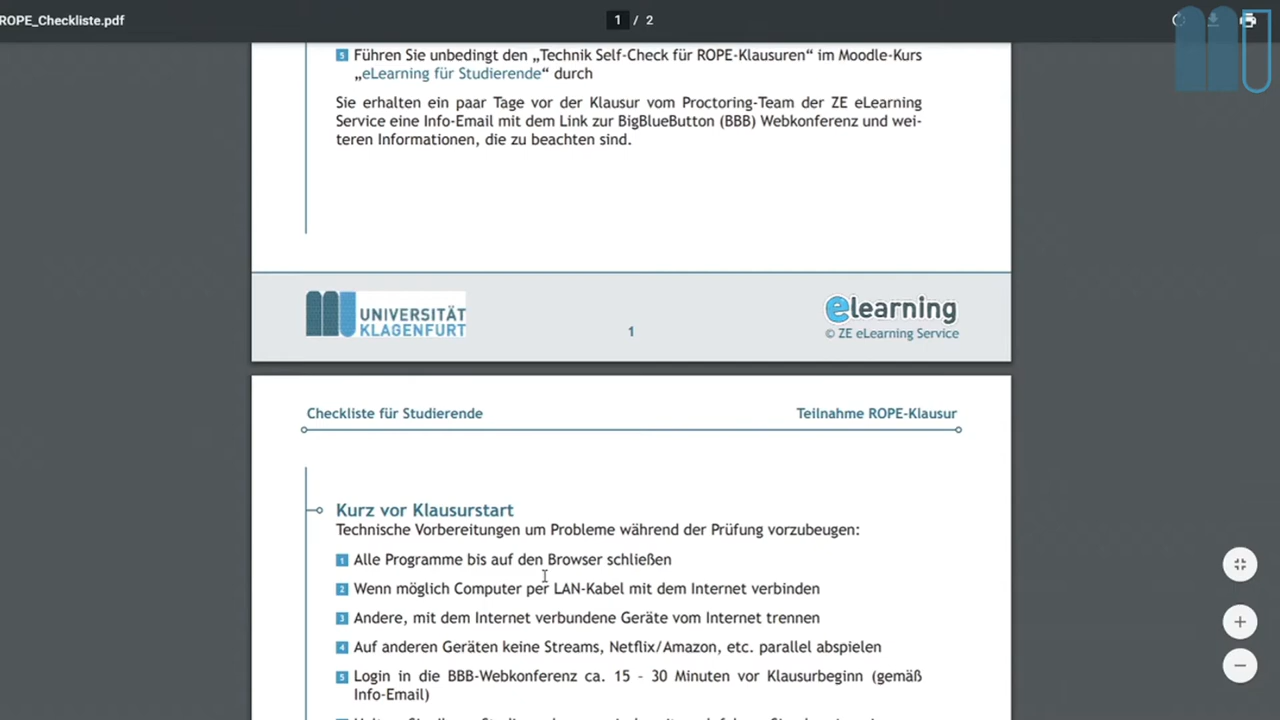 ROPE_Checkliste.pdf
1 / 2
5 Führen Sie unbedingt den „Technik Self-Check für ROPE-Klausuren“ im Moodle-Kurs
„eLearning für Studierende“ durch
Sie erhalten ein paar Tage vor der Klausur vom Proctoring-Team der ZE eLearning
Service eine Info-Email mit dem Link zur BigBlueButton (BBB) Webkonferenz und wei-
teren Informationen, die zu beachten sind.
UNIVERSITÄT
KLAGENFURT
1
elearning
© ZE eLearning Service
Checkliste für Studierende
Teilnahme ROPE-Klausur
Kurz vor Klausurstart
Technische Vorbereitungen um Probleme während der Prüfung vorzubeugen:
1 Alle Programme bis auf den Browser schließen
2 Wenn möglich Computer per LAN-Kabel mit dem Internet verbinden
3 Andere, mit dem Internet verbundene Geräte vom Internet trennen
4 Auf anderen Geräten keine Streams, Netflix/Amazon, etc. parallel abspielen
5 Login in die BBB-Webkonferenz ca. 15 - 30 Minuten vor Klausurbeginn (gemäß
Info-Email)